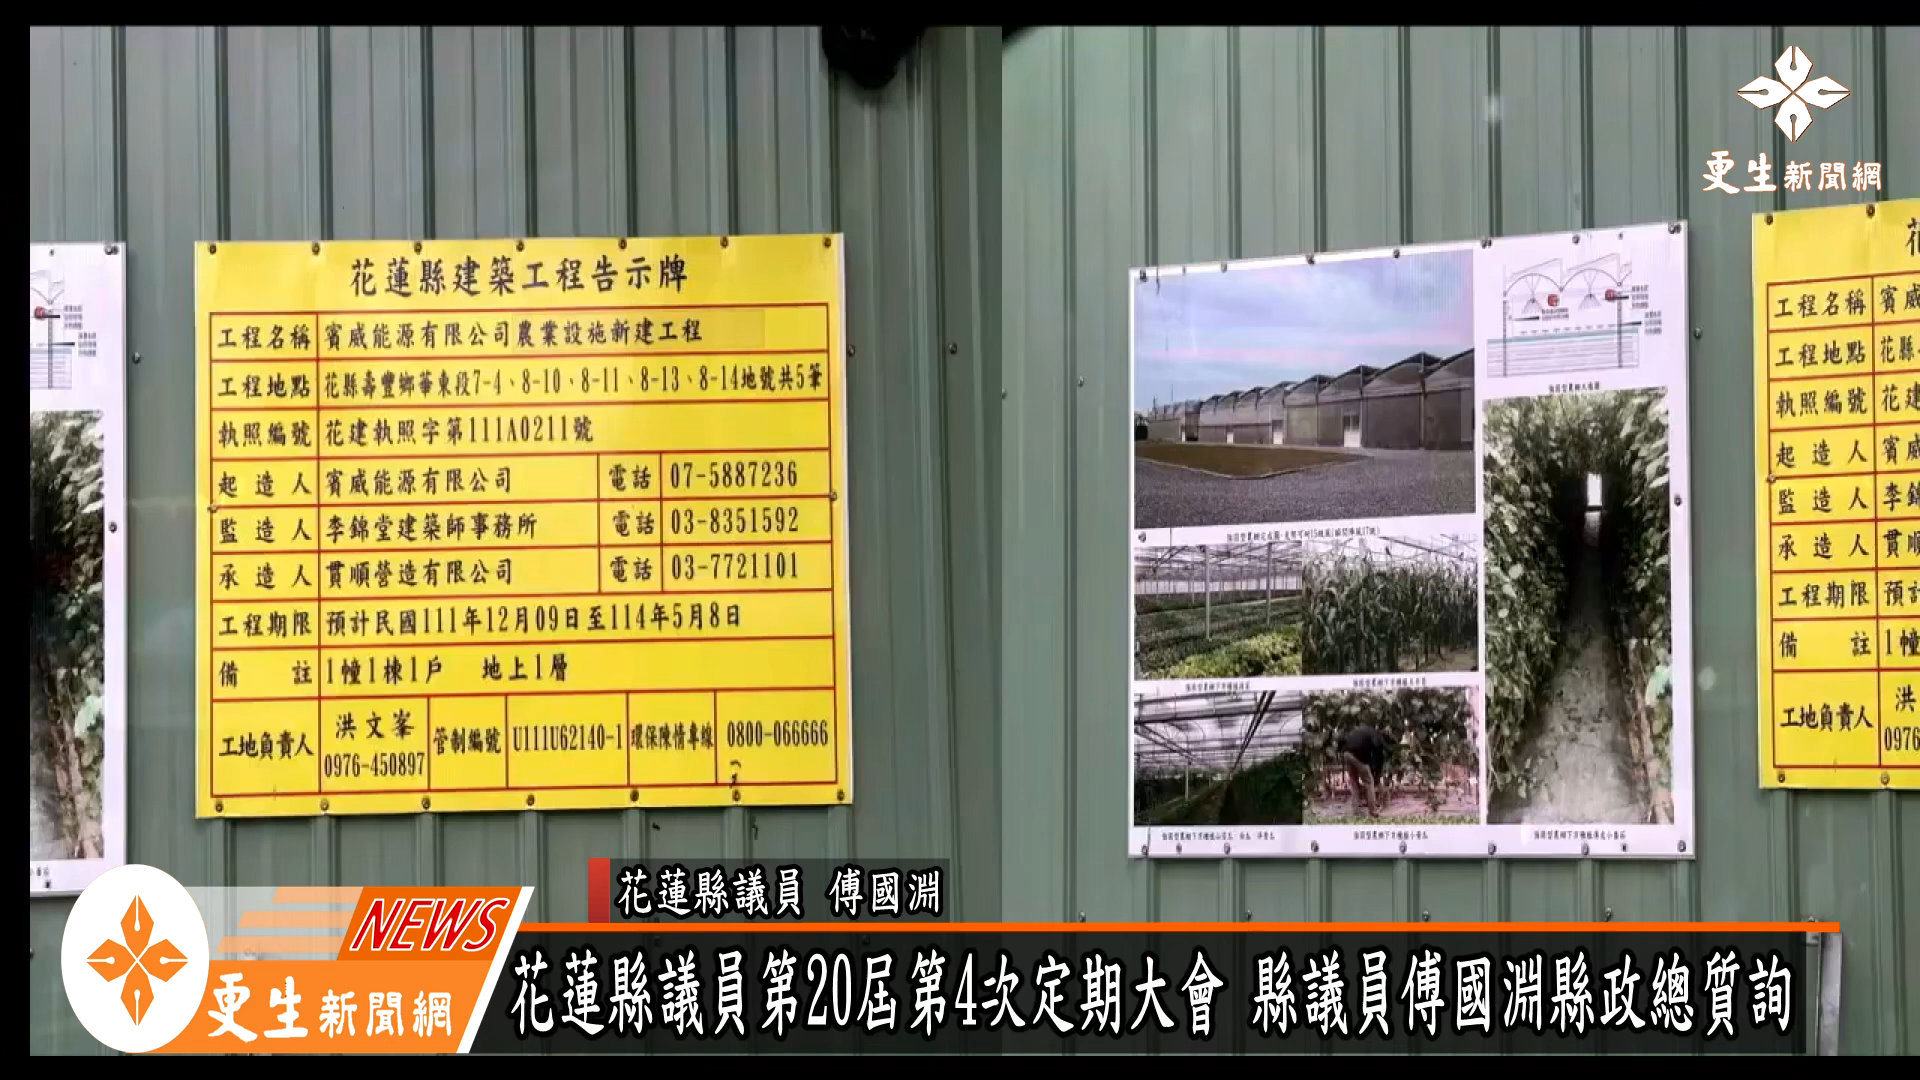 更生新聞網
花蓮縣建築工程告示牌
工程名稱 賓威能源有限公司農業設施新建工程
工程地點 花縣壽豐鄉華東段7-4、8-10、8-11、8-13、8-14地號共5筆
執照編號 花建執照字第111A0211號
起造人 賓威能源有限公司 電話 07-5887236
監造人 李錦堂建築師事務所 電話 03-8351592
承造人 貫順營造有限公司 電話 03-7721101
工程期限 預計民國111年12月09日至114年5月8日
備註 1幢1棟1戶 地上1層
工地負責人 洪文峯 0976-450897 管制編號 U111U62140-1 環保陳情專線 0800-066666
花
工程名稱 賓威
工程地點 花縣
執照編號 花建
起造人 賓威
監造人 李錦
承造人 貫順
工程期限 預計
備註 1幢
工地負責人 洪
0976
花蓮縣議員 傅國淵
NEWS
更生新聞網
花蓮縣議員第20屆第4次定期大會 縣議員傅國淵縣政總質詢